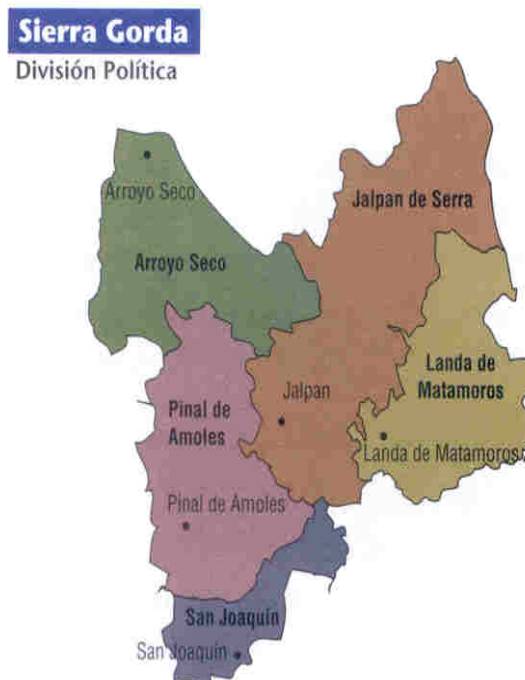 Sierra Gorda
División Política
Arroyo Seco
Jalpan de Serra
Arroyo Seco
Landa de
Matamoros
Jalpan
Pinal de
Amoles
Landa de Matamoros
Pinal de Amoles
San Joaquín
San Joaquín